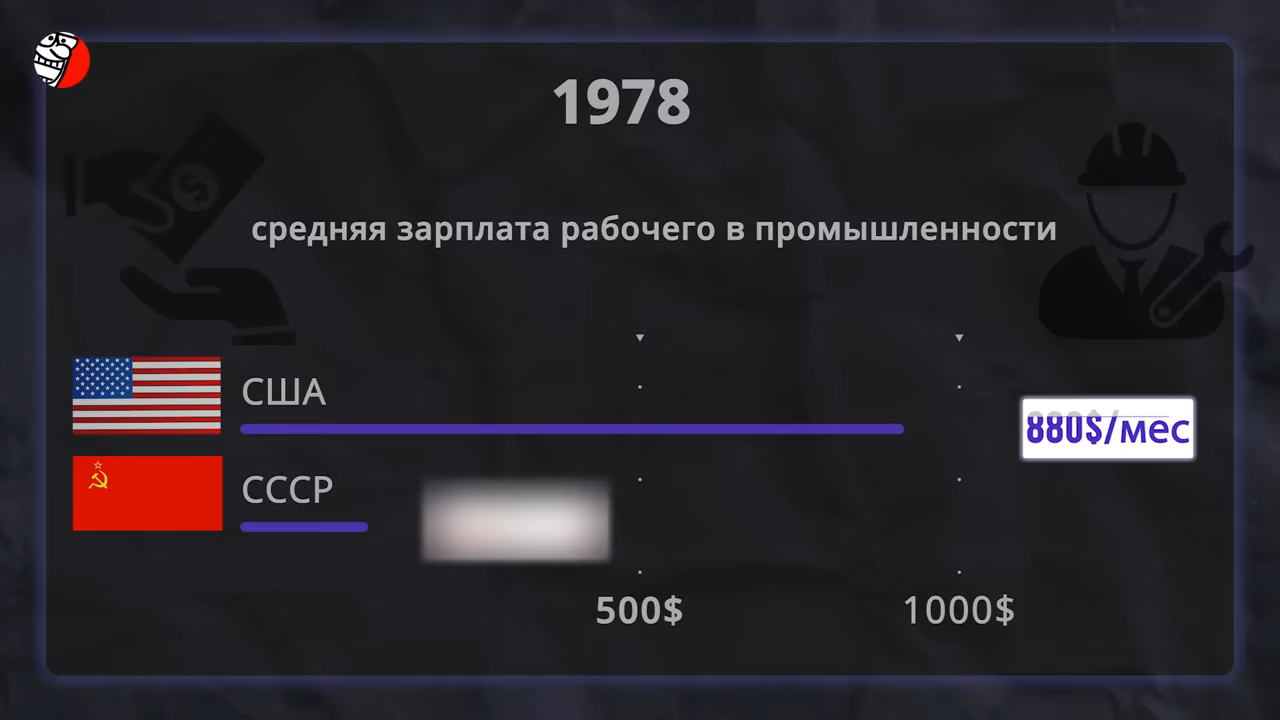 1978
средняя зарплата рабочего в промышленности
США
880$/мес
СССР
500$
1000$